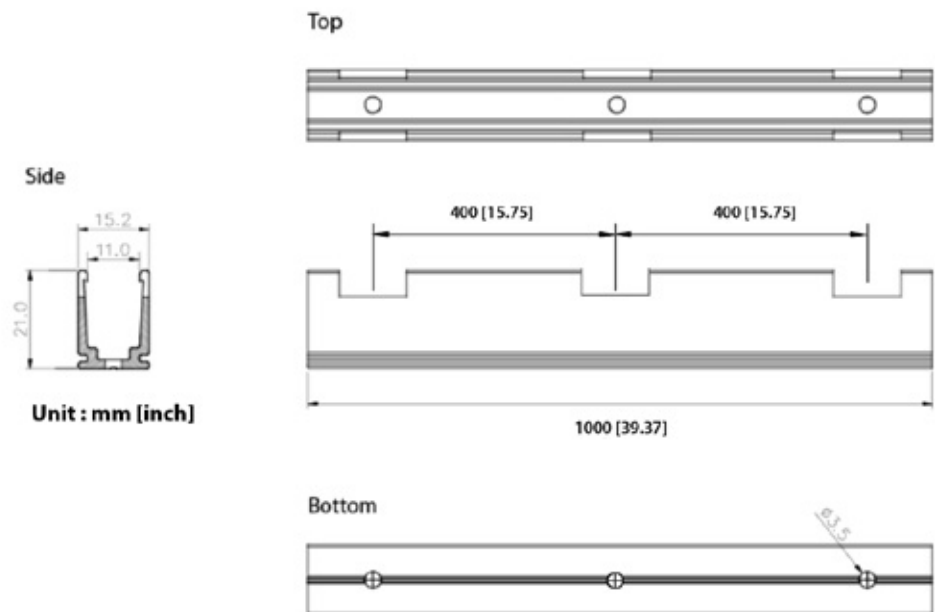 Top
Side
15.2
11.0
21.0
400 [15.75]
400 [15.75]
Unit : mm [inch]
1000 [39.37]
Bottom
ø3.5